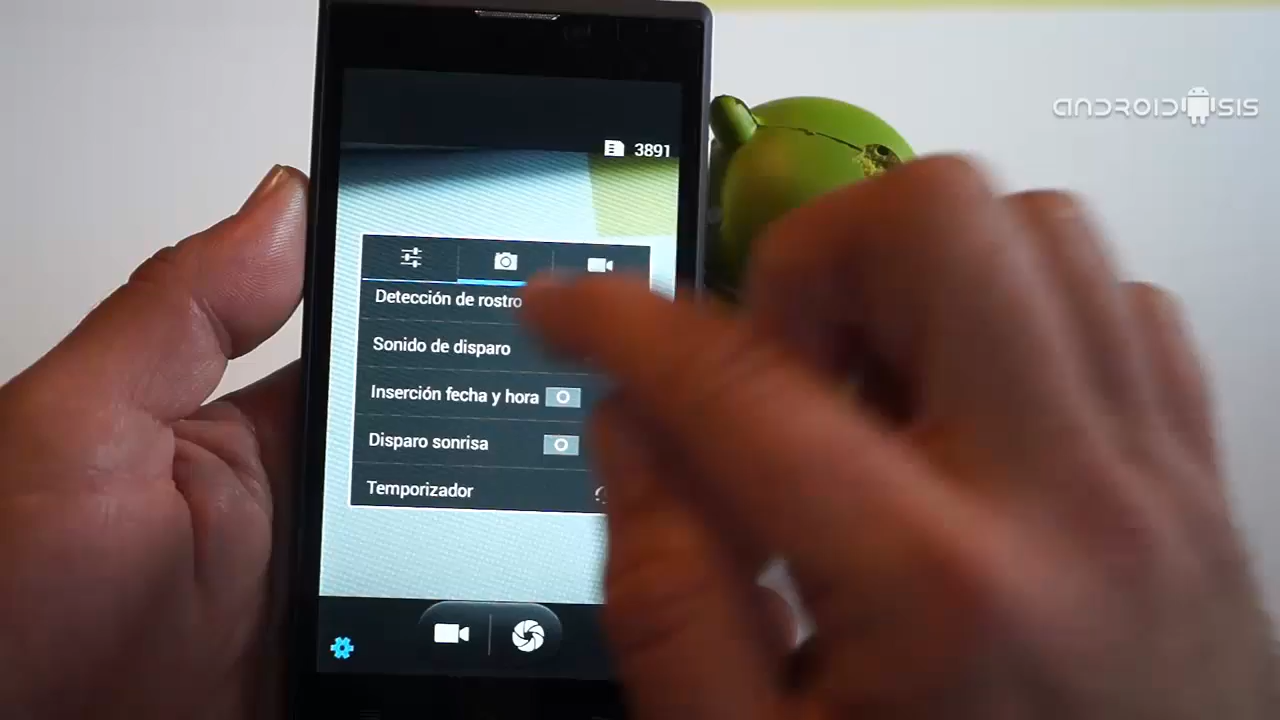 ANDROIDSIS
3891
Detección de rostro
Sonido de disparo
Inserción fecha y hora
Disparo sonrisa
Temporizador